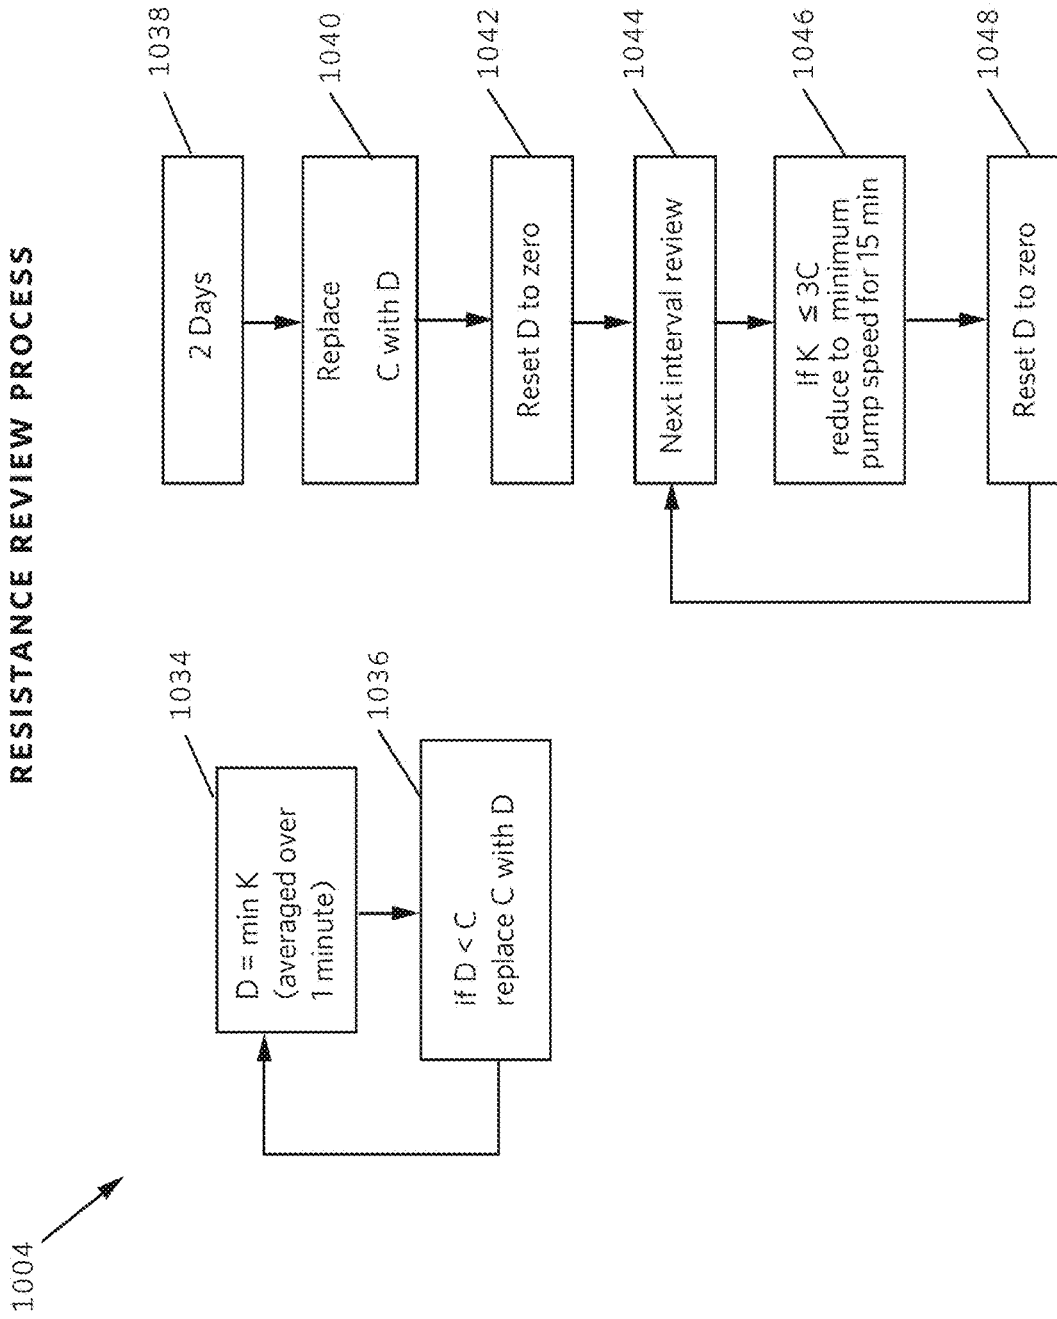 RESISTANCE REVIEW PROCESS
1004
1034
D = min K
(averaged over
1 minute)
1036
if D < C
replace C with D
1038
2 Days
1040
Replace
C with D
1042
Reset D to zero
1044
Next interval review
1046
If K ≤ 3C
reduce to minimum
pump speed for 15 min
1048
Reset D to zero